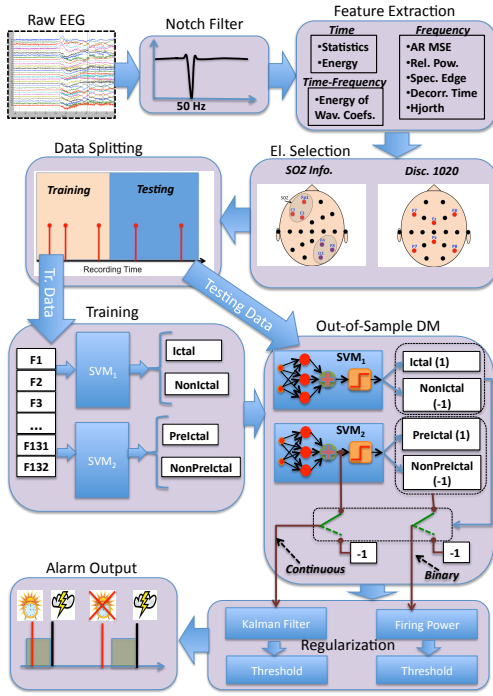 Raw EEG
Notch Filter
50 Hz
Feature Extraction
Time
•Statistics
•Energy
Time-Frequency
•Energy of
Wav. Coefs.
Frequency
•AR MSE
•Rel. Pow.
•Spec. Edge
•Decorr. Time
•Hjorth
El. Selection
SOZ Info.
SOZ
Disc. 1020
Data Splitting
Training
Testing
Recording Time
Tr. Data
Testing Data
Training
F1
F2
F3
...
F131
F132
SVM1
SVM2
Ictal
NonIctal
PreIctal
NonPreIctal
Out-of-Sample DM
SVM1
Ictal (1)
NonIctal
(-1)
SVM2
PreIctal (1)
NonPreIctal
(-1)
-1
-1
Continuous
Binary
Alarm Output
Kalman Filter
Firing Power
Regularization
Threshold
Threshold